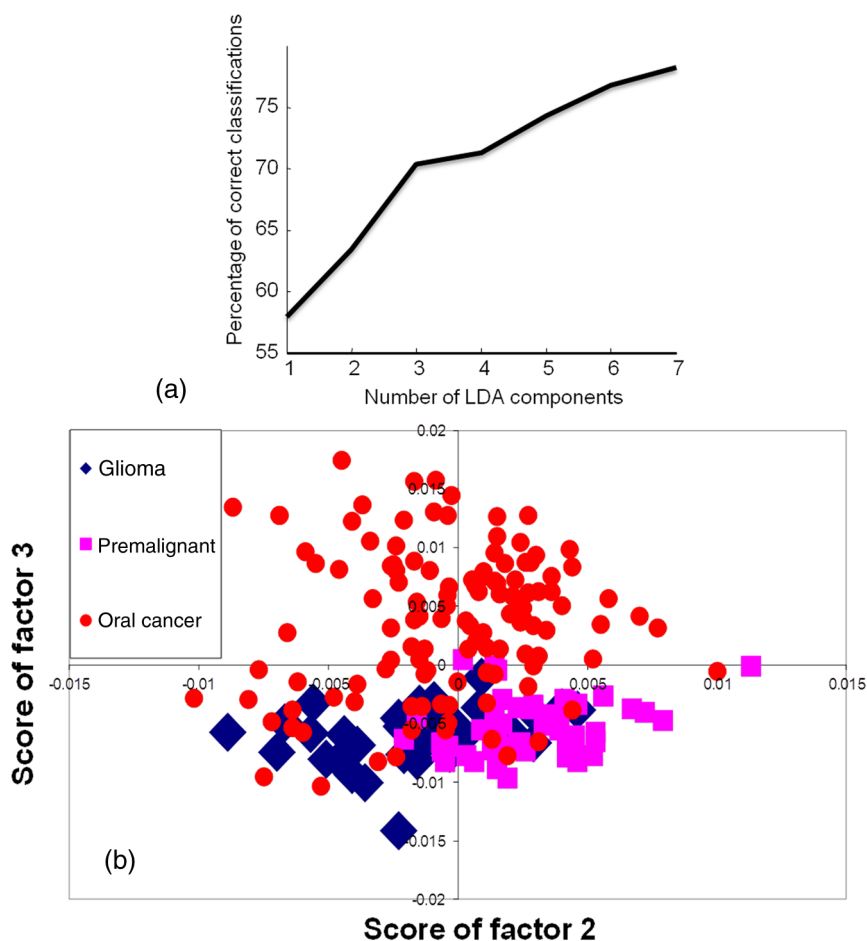 Percentage of correct classifications
75
70
65
60
55
1 2 3 4 5 6 7
Number of LDA components
(a)
Glioma
Premalignant
Oral cancer
0.02
0.015
0.01
0.005
0
-0.015 -0.01 -0.005 0 0.005 0.01 0.015
-0.005
-0.01
-0.015
-0.02
Score of factor 3
(b)
Score of factor 2